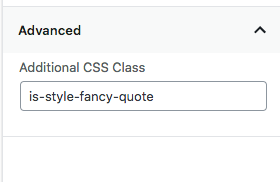 Advanced
Additional CSS Class
is-style-fancy-quote